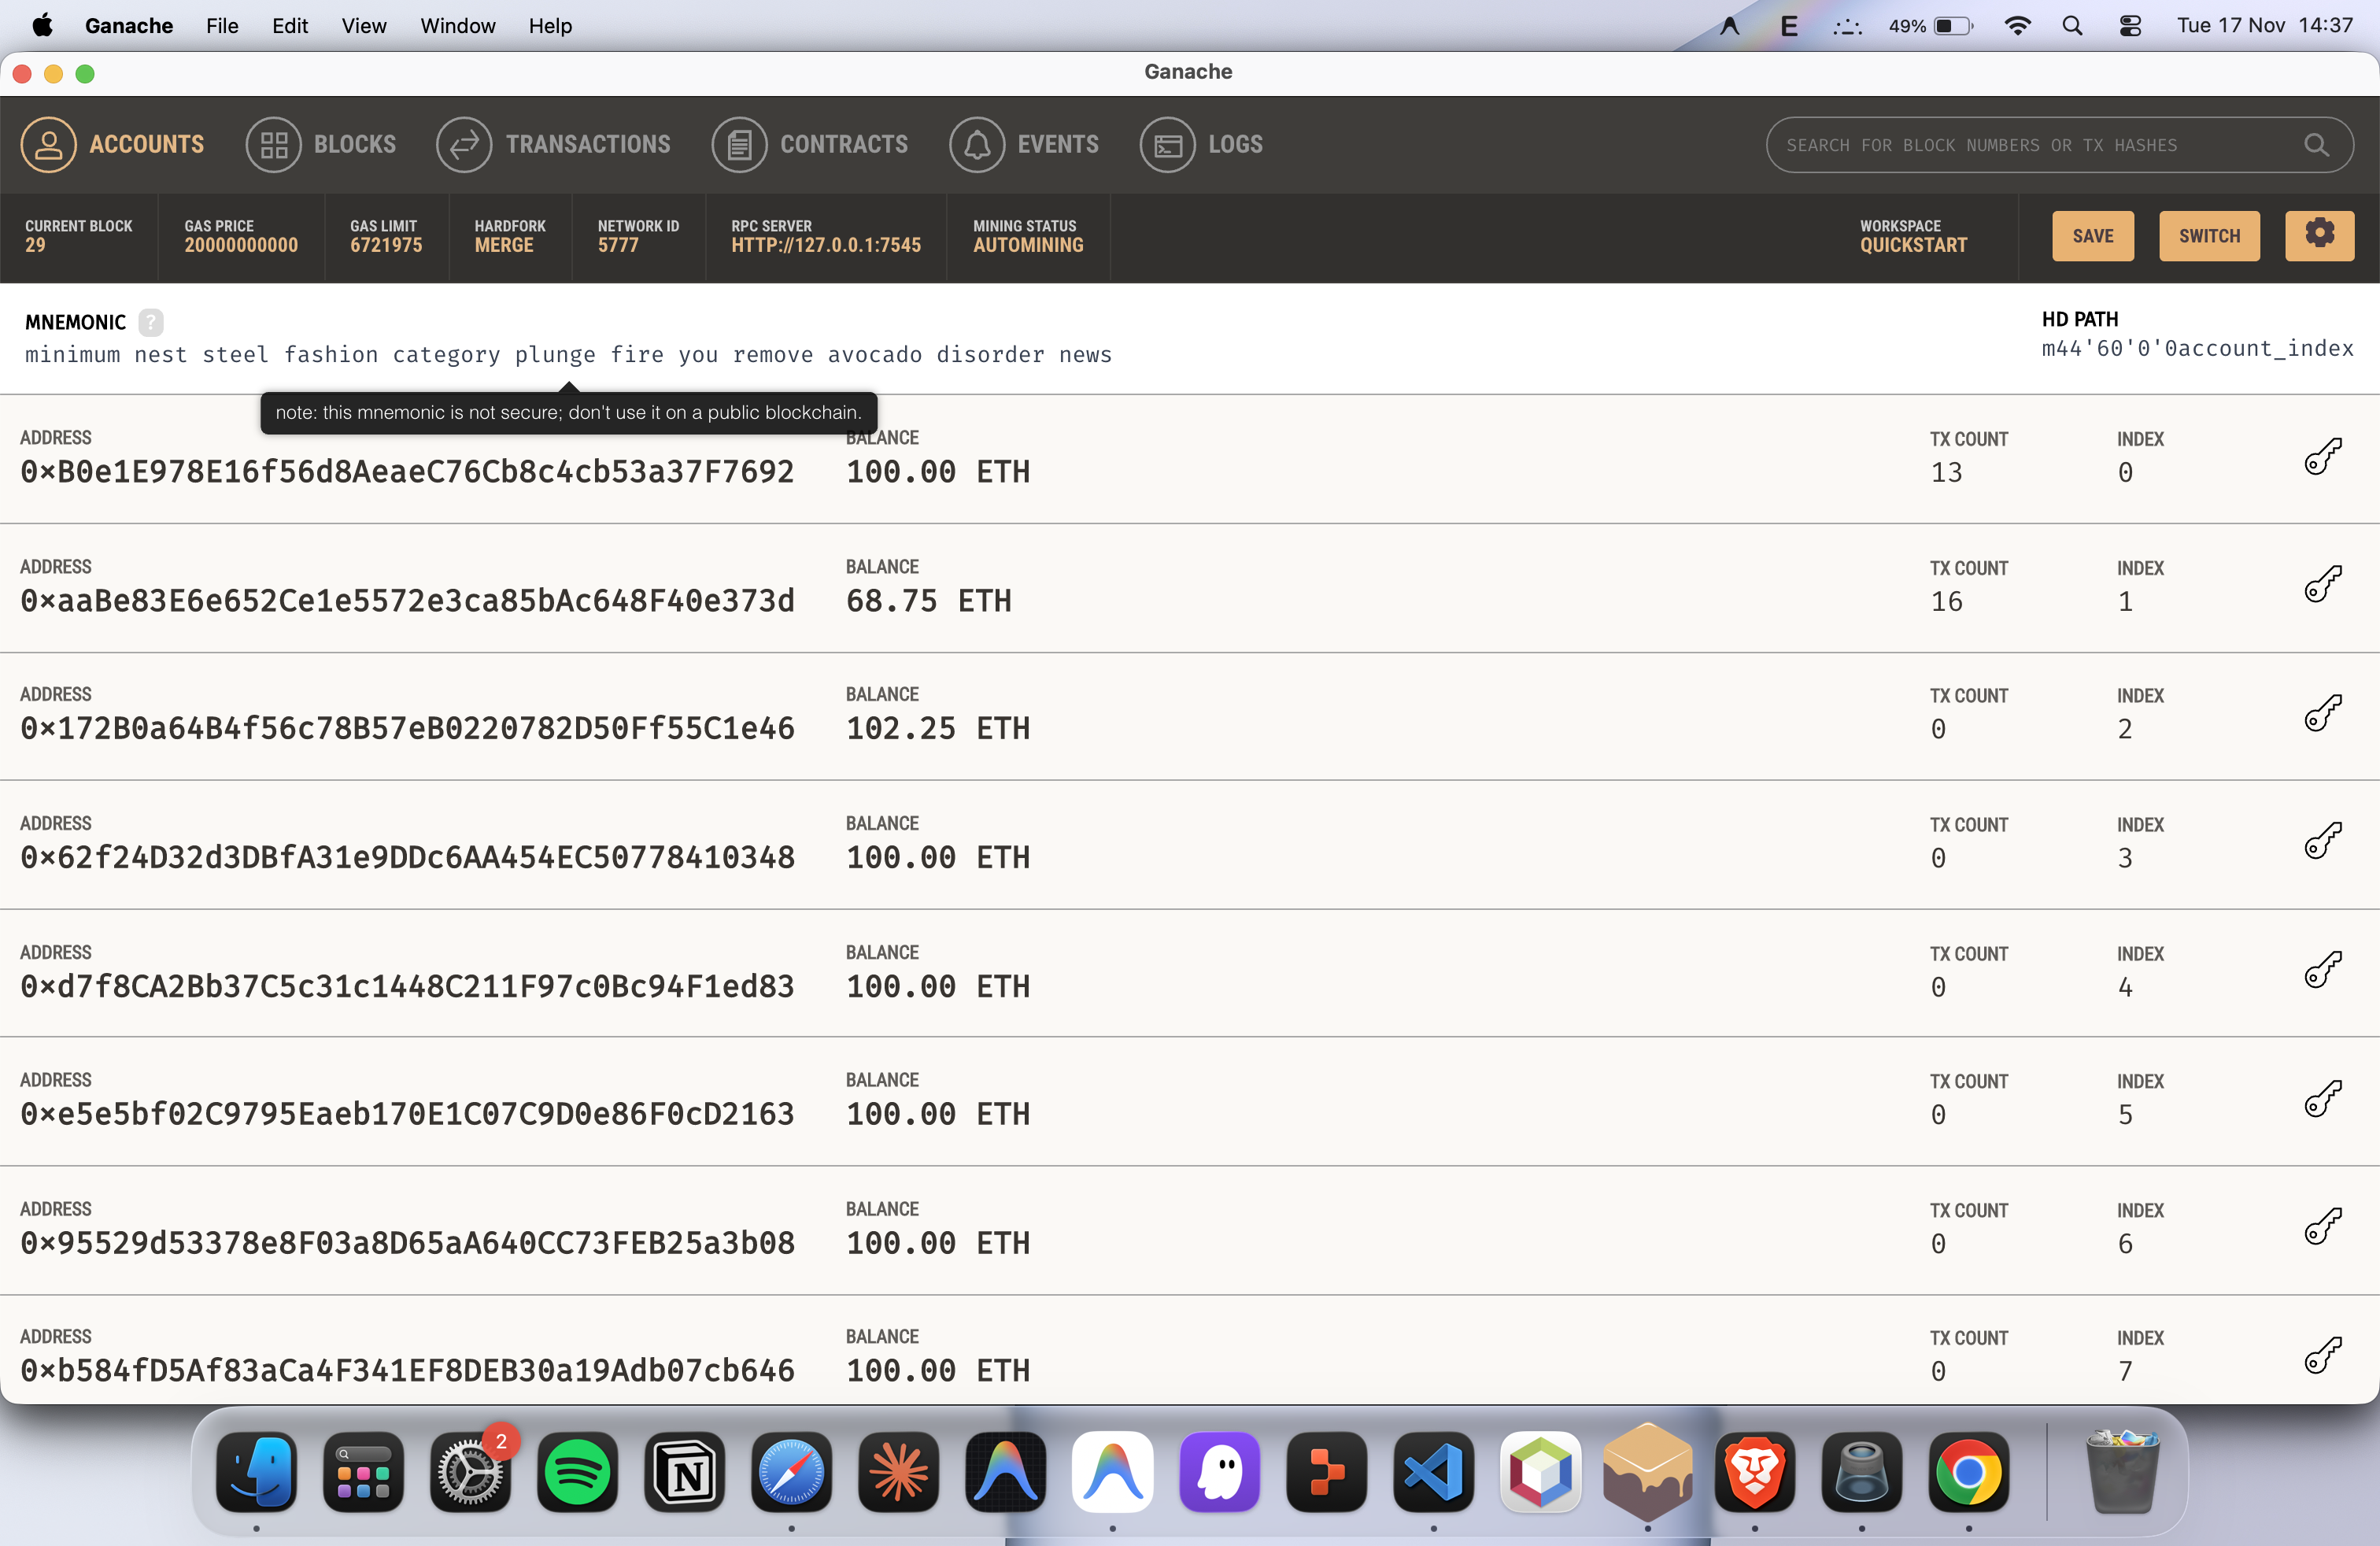 Ganache File Edit View Window Help E 49% Tue 17 Nov 14:37
Ganache
ACCOUNTS BLOCKS TRANSACTIONS CONTRACTS EVENTS LOGS SEARCH FOR BLOCK NUMBERS OR TX HASHES
CURRENT BLOCK GAS PRICE GAS LIMIT HARDFORK NETWORK ID RPC SERVER MINING STATUS WORKSPACE
29 20000000000 6721975 MERGE 5777 HTTP://127.0.0.1:7545 AUTOMINING QUICKSTART SAVE SWITCH
MNEMONIC ? HD PATH
minimum nest steel fashion category plunge fire you remove avocado disorder news m44'60'0'0account_index
note: this mnemonic is not secure; don't use it on a public blockchain.
ADDRESS BALANCE TX COUNT INDEX
0×B0e1E978E16f56d8AeaeC76Cb8c4cb53a37F7692 100.00 ETH 13 0
ADDRESS BALANCE TX COUNT INDEX
0×aaBe83E6e652Ce1e5572e3ca85bAc648F40e373d 68.75 ETH 16 1
ADDRESS BALANCE TX COUNT INDEX
0×172B0a64B4f56c78B57eB0220782D50Ff55C1e46 102.25 ETH 0 2
ADDRESS BALANCE TX COUNT INDEX
0×62f24D32d3DBfA31e9DDc6AA454EC50778410348 100.00 ETH 0 3
ADDRESS BALANCE TX COUNT INDEX
0×d7f8CA2Bb37C5c31c1448C211F97c0Bc94F1ed83 100.00 ETH 0 4
ADDRESS BALANCE TX COUNT INDEX
0×e5e5bf02C9795Eaeb170E1C07C9D0e86F0cD2163 100.00 ETH 0 5
ADDRESS BALANCE TX COUNT INDEX
0×95529d53378e8F03a8D65aA640CC73FEB25a3b08 100.00 ETH 0 6
ADDRESS BALANCE TX COUNT INDEX
0×b584fD5Af83aCa4F341EF8DEB30a19Adb07cb646 100.00 ETH 0 7
2
N